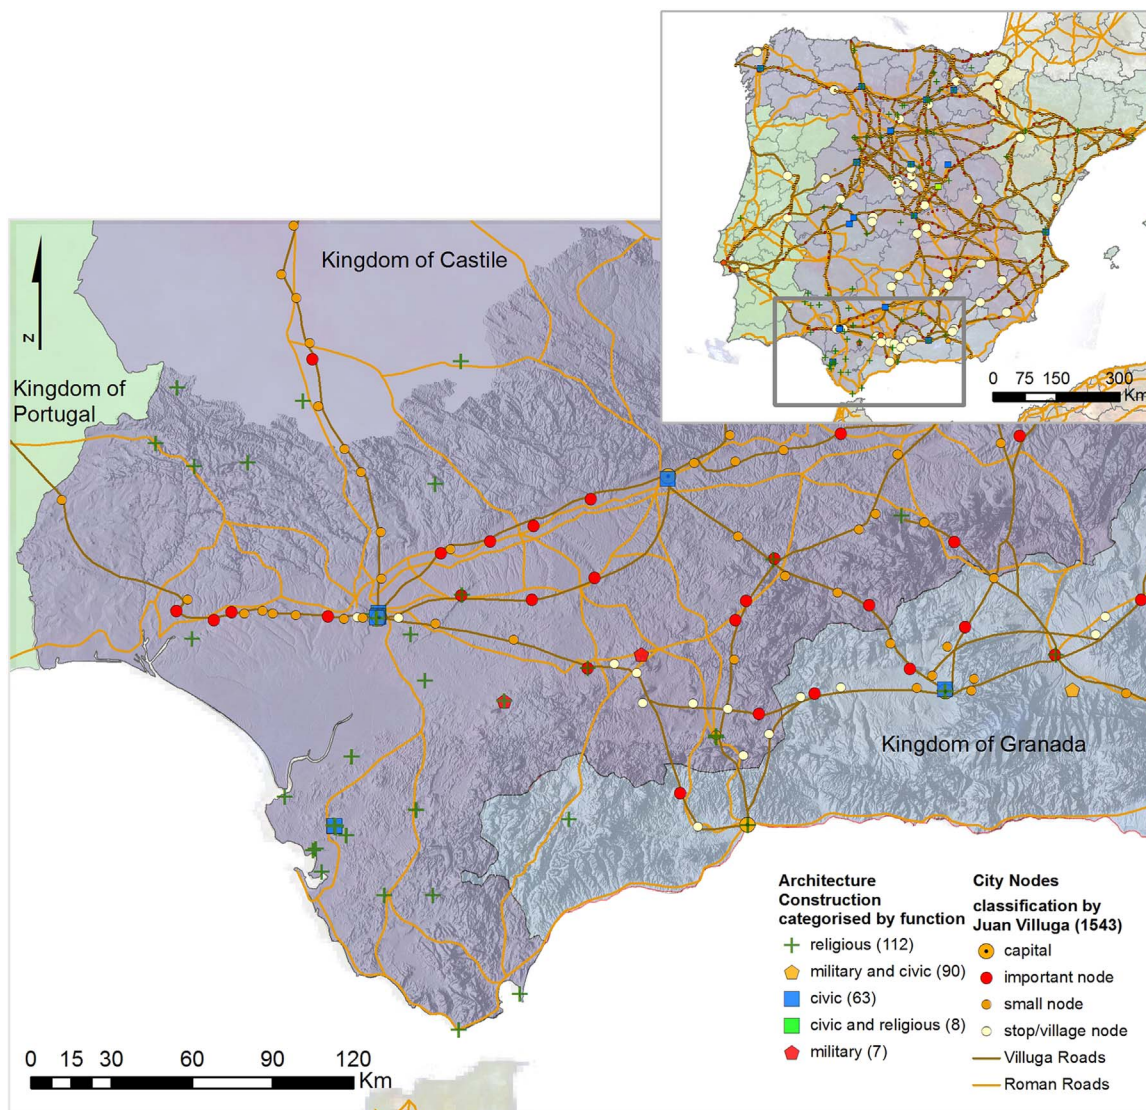 0 75 150 300
Km
Kingdom of Castile
N
Kingdom of
Portugal
Kingdom of Granada
Architecture
Construction
categorised by function
religious (112)
military and civic (90)
civic (63)
civic and religious (8)
military (7)
City Nodes
classification by
Juan Villuga (1543)
capital
important node
small node
stop/village node
Villuga Roads
Roman Roads
0 15 30 60 90 120
Km